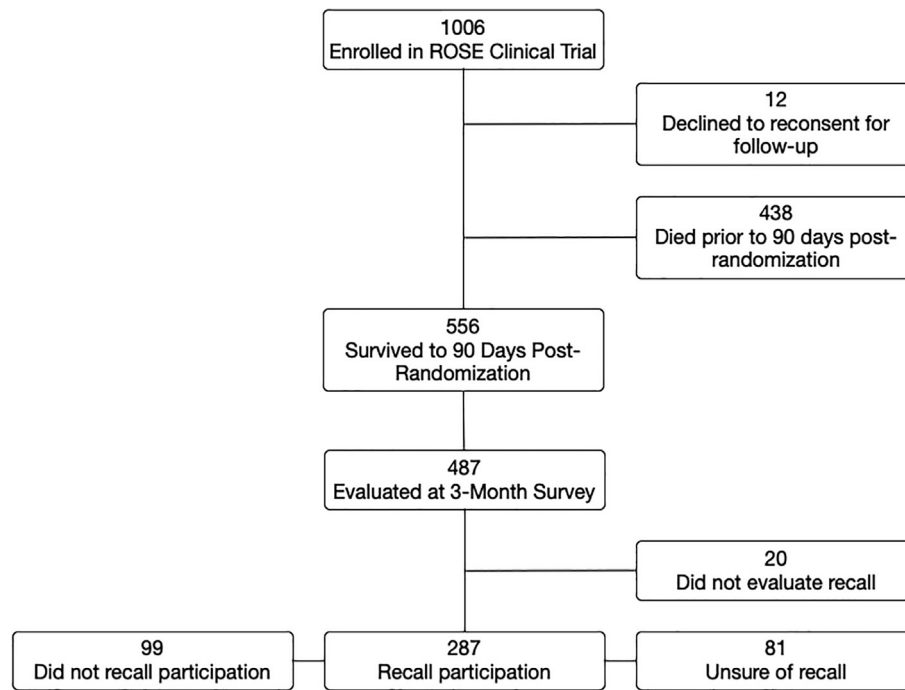 1006
Enrolled in ROSE Clinical Trial
12
Declined to reconsent for
follow-up
438
Died prior to 90 days post-
randomization
556
Survived to 90 Days Post-
Randomization
487
Evaluated at 3-Month Survey
20
Did not evaluate recall
99
Did not recall participation
287
Recall participation
81
Unsure of recall